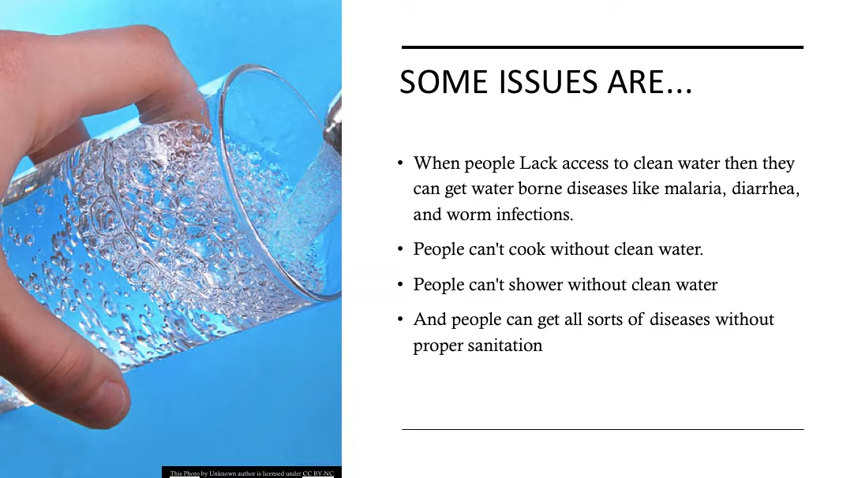 SOME ISSUES ARE...
• When people Lack access to clean water then they
can get water borne diseases like malaria, diarrhea,
and worm infections.
• People can't cook without clean water.
• People can't shower without clean water
• And people can get all sorts of diseases without
proper sanitation
This Photo by Unknown author is licensed under CC BY-NC.